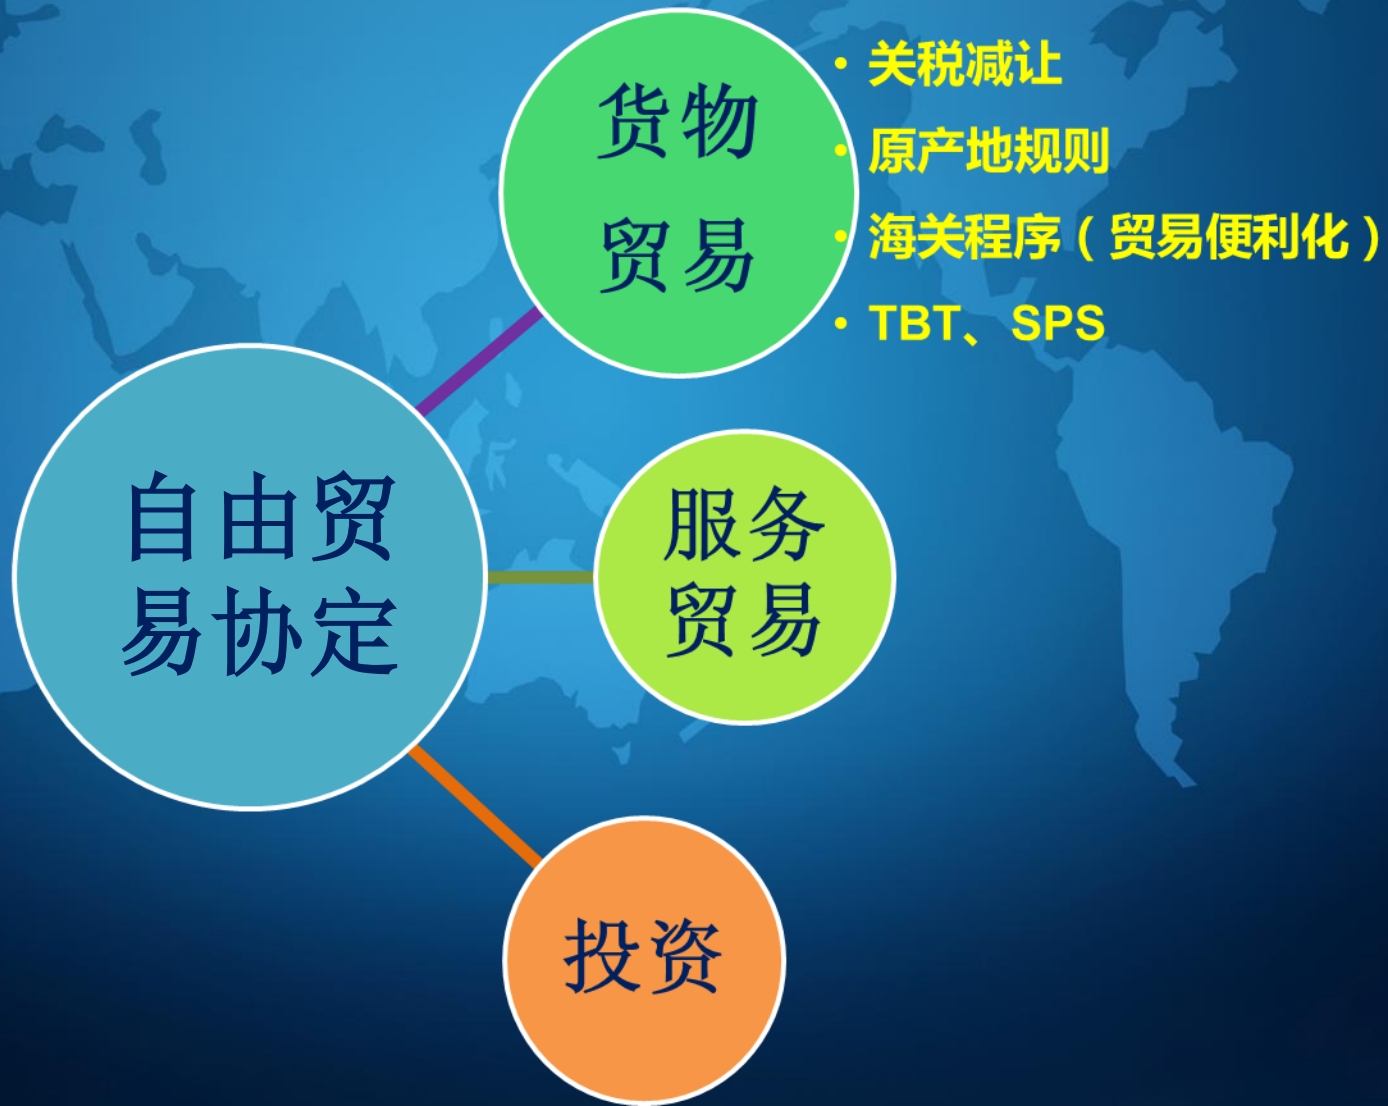 货物
贸易
• 关税减让
• 原产地规则
• 海关程序（贸易便利化）
• TBT、SPS
自由贸
易协定
服务
贸易
投资